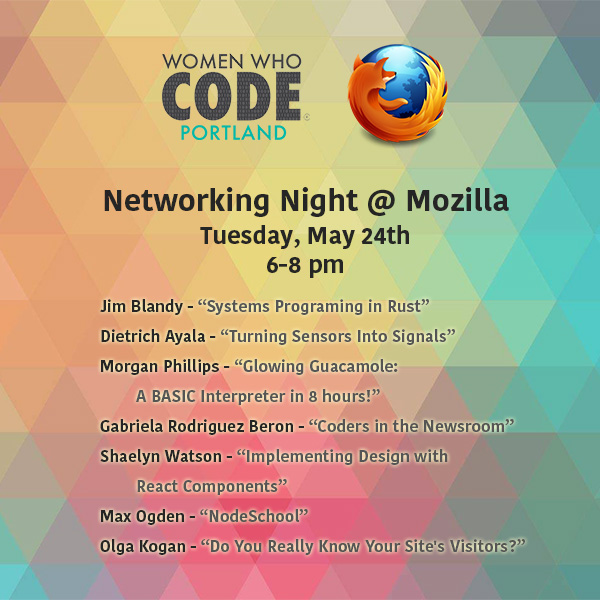 WOMEN WHO
CODE
PORTLAND
Networking Night @ Mozilla
Tuesday, May 24th
6-8 pm
Jim Blandy - “Systems Programing in Rust”
Dietrich Ayala - “Turning Sensors Into Signals”
Morgan Phillips - “Glowing Guacamole:
A BASIC Interpreter in 8 hours!”
Gabriela Rodriguez Beron - “Coders in the Newsroom”
Shaelyn Watson - “Implementing Design with
React Components”
Max Ogden - “NodeSchool”
Olga Kogan - “Do You Really Know Your Site's Visitors?”